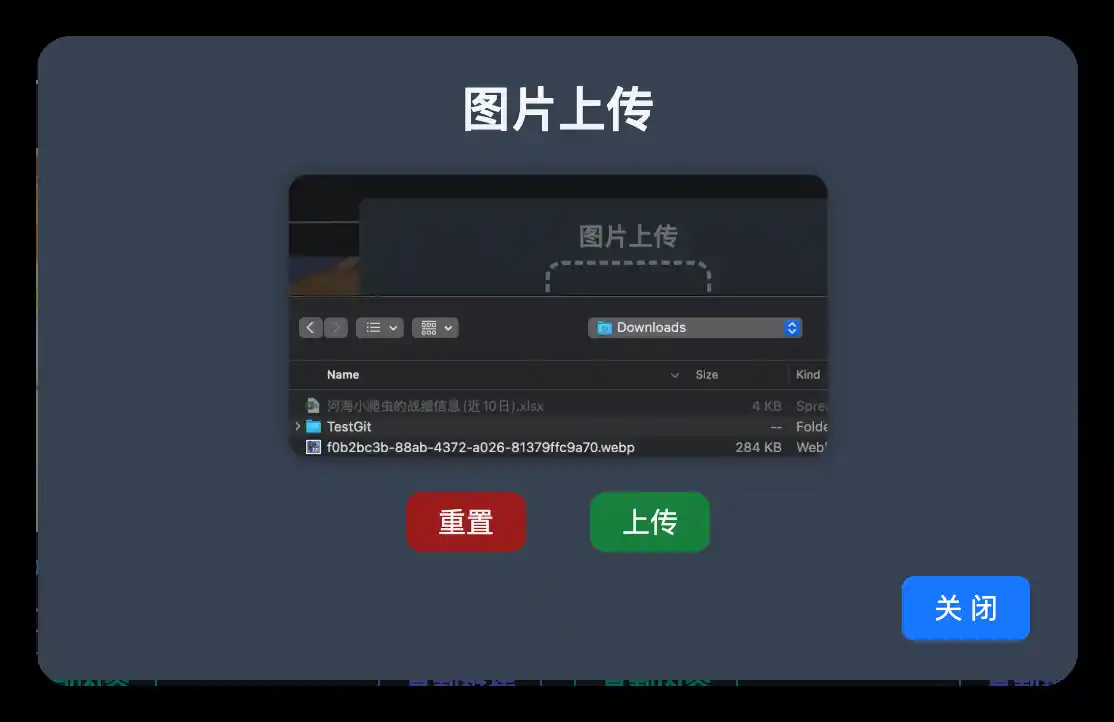 图片上传
图片上传
Downloads
Name Size Kind
河海小爬虫的战绩信息 (近 10日).xlsx 4 KB Sprea
TestGit -- Folde
f0b2bc3b-88ab-4372-a026-81379ffc9a70.webp 284 KB Web
重置 上传
关 闭